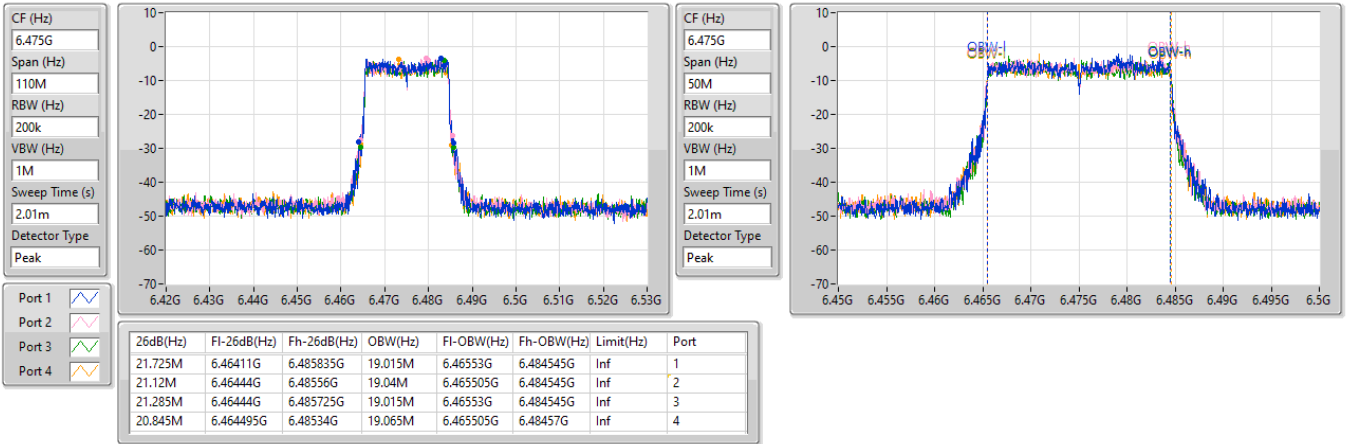 CF (Hz)
6.475G
Span (Hz)
110M
RBW (Hz)
200k
VBW (Hz)
1M
Sweep Time (s)
2.01m
Detector Type
Peak
10-
0-
-10-
-20-
-30-
-40-
-50-
-60-
-70-
6.42G 6.43G 6.44G 6.45G 6.46G 6.47G 6.48G 6.49G 6.5G 6.51G 6.52G 6.53G
CF (Hz)
6.475G
Span (Hz)
50M
RBW (Hz)
200k
VBW (Hz)
1M
Sweep Time (s)
2.01m
Detector Type
Peak
10-
0-
-10-
-20-
-30-
-40-
-50-
-60-
-70-
OBW-l
OBW-h
6.45G 6.455G 6.46G 6.465G 6.47G 6.475G 6.48G 6.485G 6.49G 6.495G 6.5G
Port 1
Port 2
Port 3
Port 4
26dB(Hz) Fl-26dB(Hz) Fh-26dB(Hz) OBW(Hz) Fl-OBW(Hz) Fh-OBW(Hz) Limit(Hz) Port
21.725M 6.46411G 6.485835G 19.015M 6.46553G 6.484545G Inf 1
21.12M 6.46444G 6.48556G 19.04M 6.465505G 6.484545G Inf 2
21.285M 6.46444G 6.485725G 19.015M 6.46553G 6.484545G Inf 3
20.845M 6.464495G 6.48534G 19.065M 6.465505G 6.48457G Inf 4